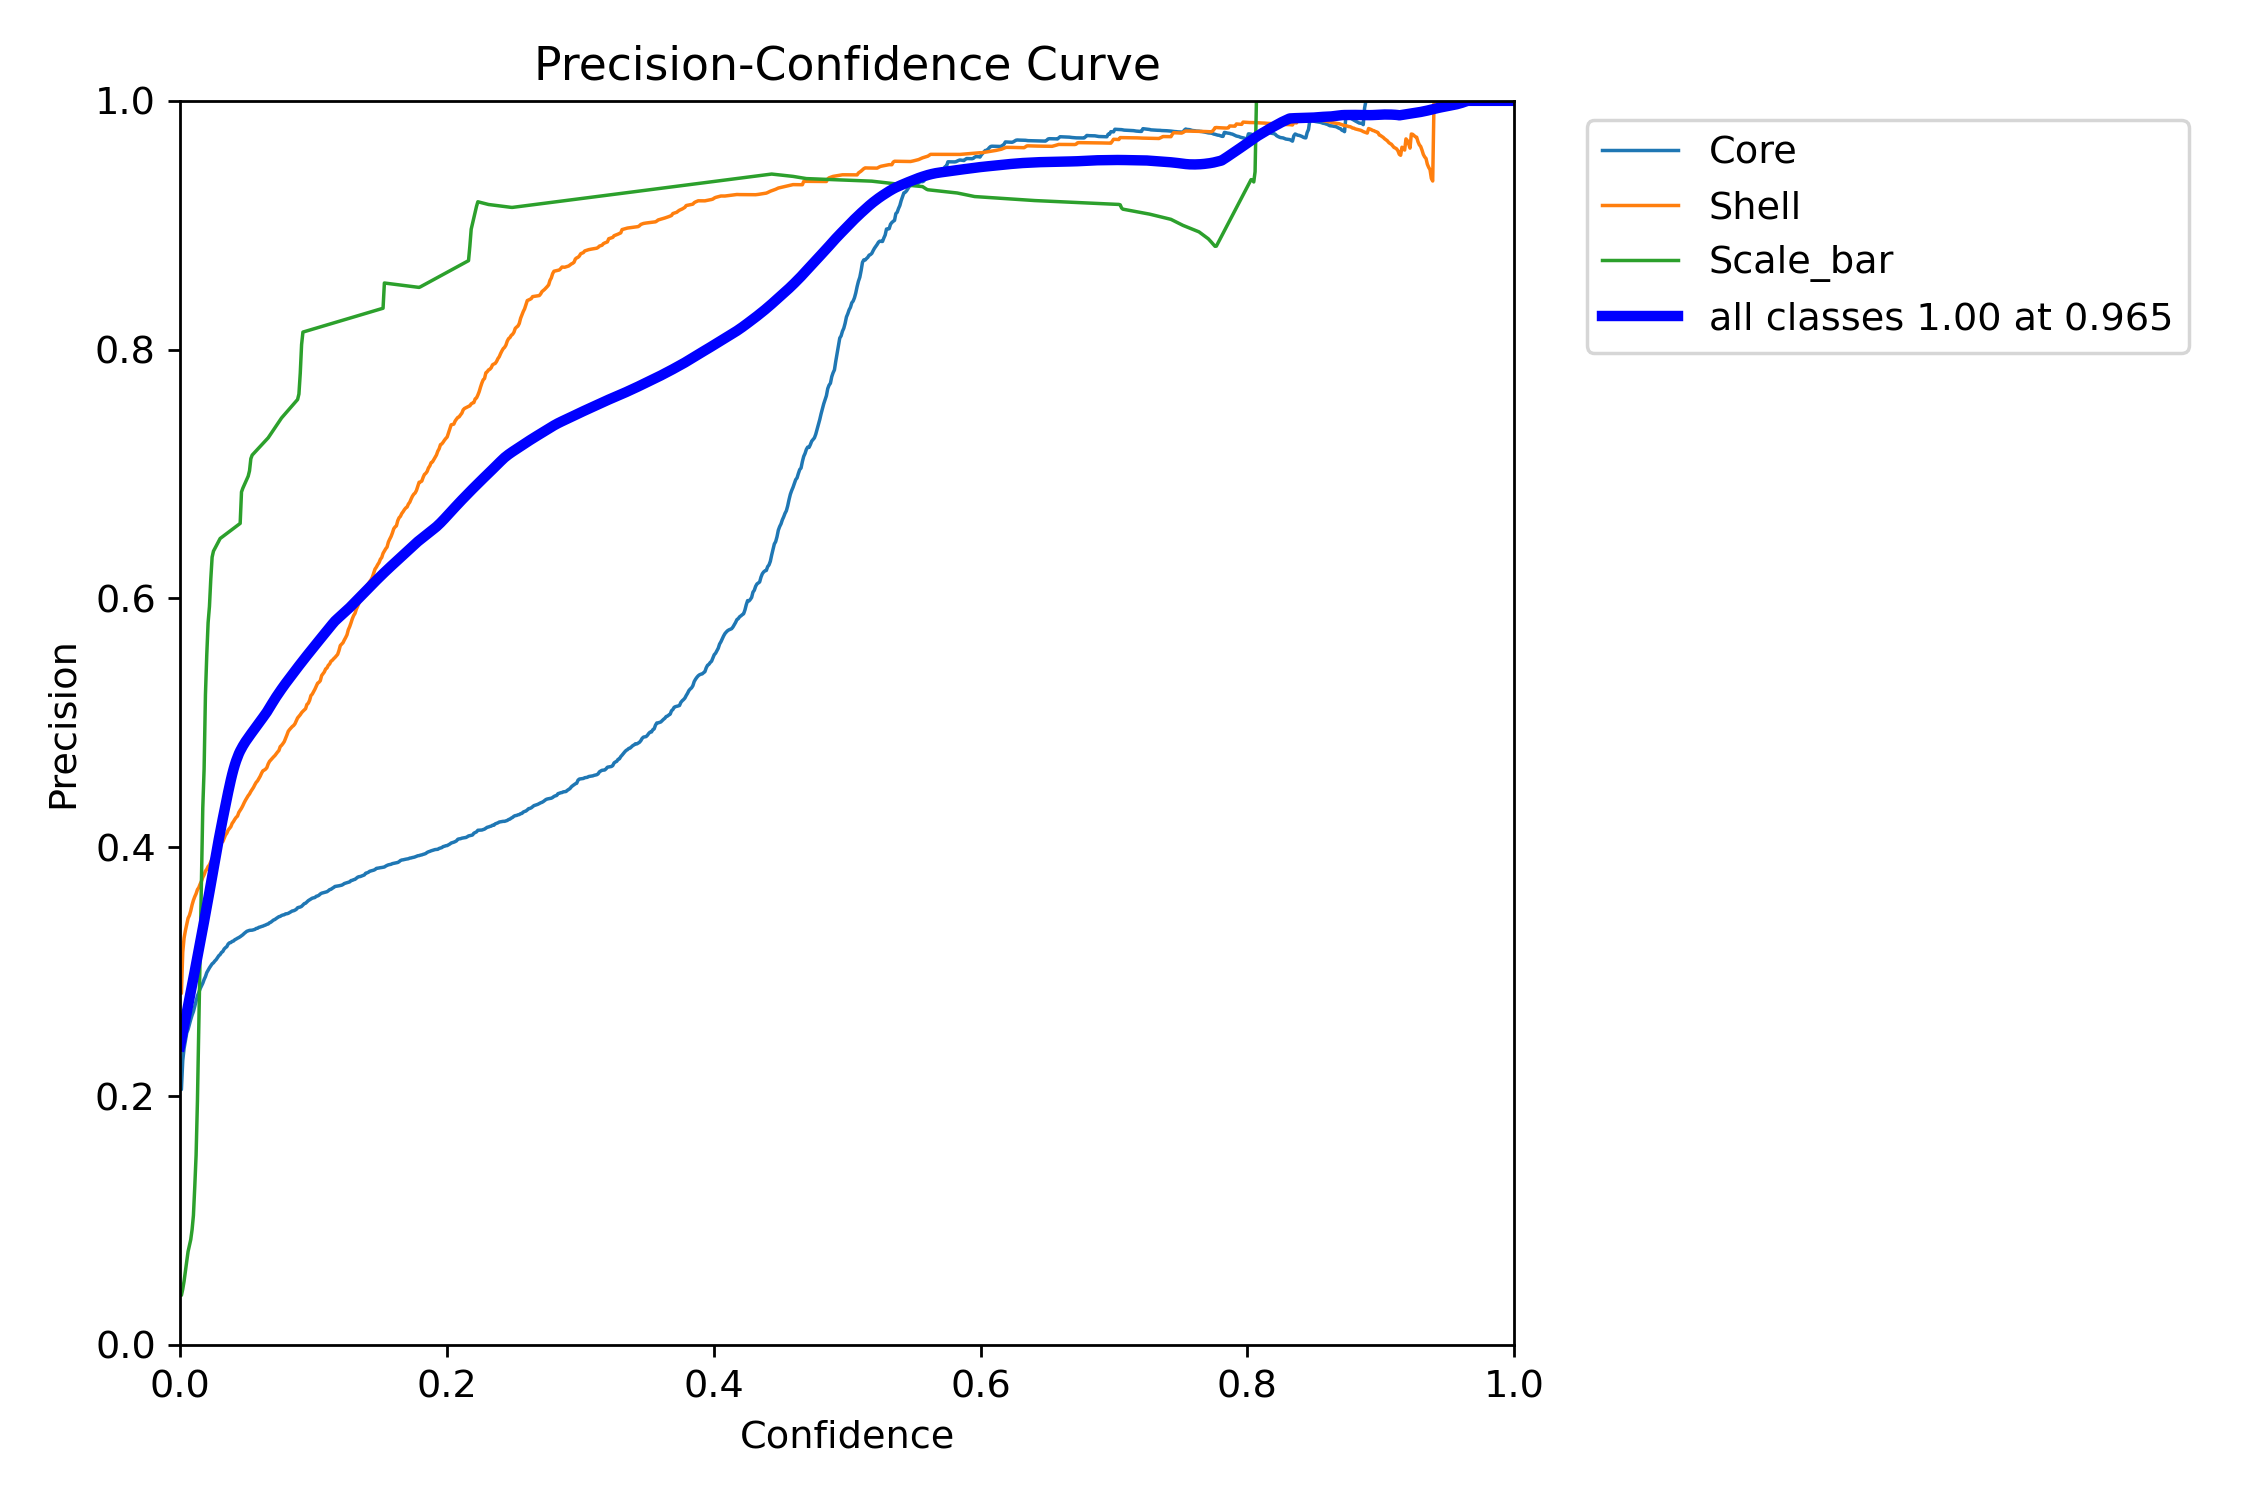 Precision-Confidence Curve
1.0
0.8
0.6
0.4
0.2
0.0
Precision
0.0 0.2 0.4 0.6 0.8 1.0
Confidence
Core
Shell
Scale_bar
all classes 1.00 at 0.965